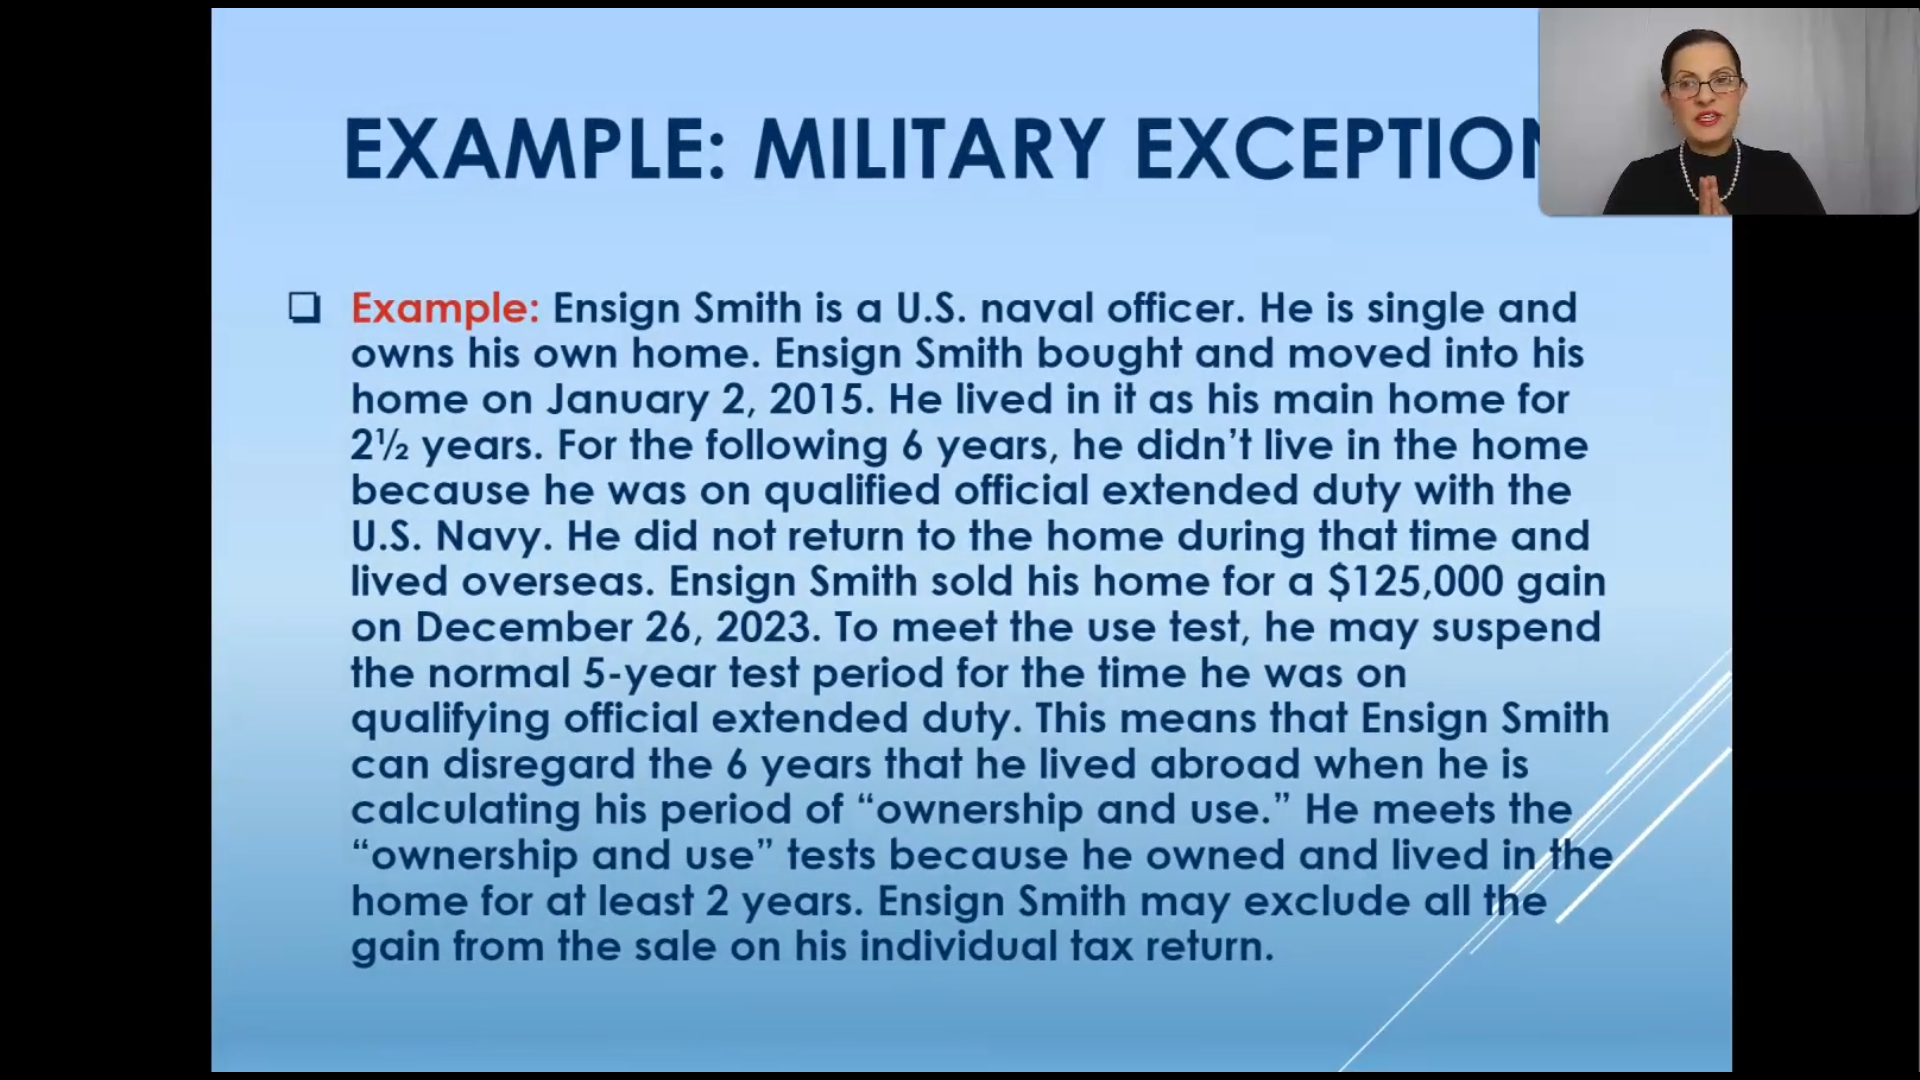 EXAMPLE: MILITARY EXCEPTION
Example: Ensign Smith is a U.S. naval officer. He is single and
owns his own home. Ensign Smith bought and moved into his
home on January 2, 2015. He lived in it as his main home for
2½ years. For the following 6 years, he didn’t live in the home
because he was on qualified official extended duty with the
U.S. Navy. He did not return to the home during that time and
lived overseas. Ensign Smith sold his home for a $125,000 gain
on December 26, 2023. To meet the use test, he may suspend
the normal 5-year test period for the time he was on
qualifying official extended duty. This means that Ensign Smith
can disregard the 6 years that he lived abroad when he is
calculating his period of “ownership and use.” He meets the
“ownership and use” tests because he owned and lived in the
home for at least 2 years. Ensign Smith may exclude all the
gain from the sale on his individual tax return.